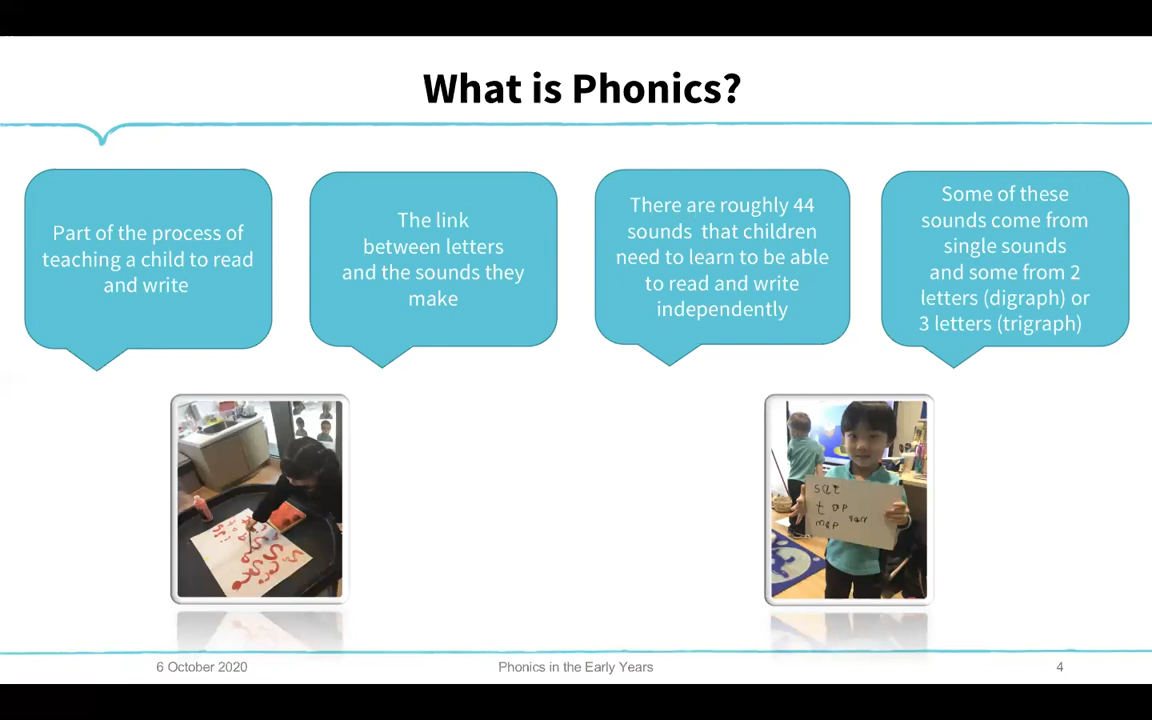 What is Phonics?
Part of the process of
teaching a child to read
and write
The link
between letters
and the sounds they
make
There are roughly 44
sounds that children
need to learn to be able
to read and write
independently
Some of these
sounds come from
single sounds
and some from 2
letters (digraph) or
3 letters (trigraph)
sat
tap
map
6 October 2020
Phonics in the Early Years
4